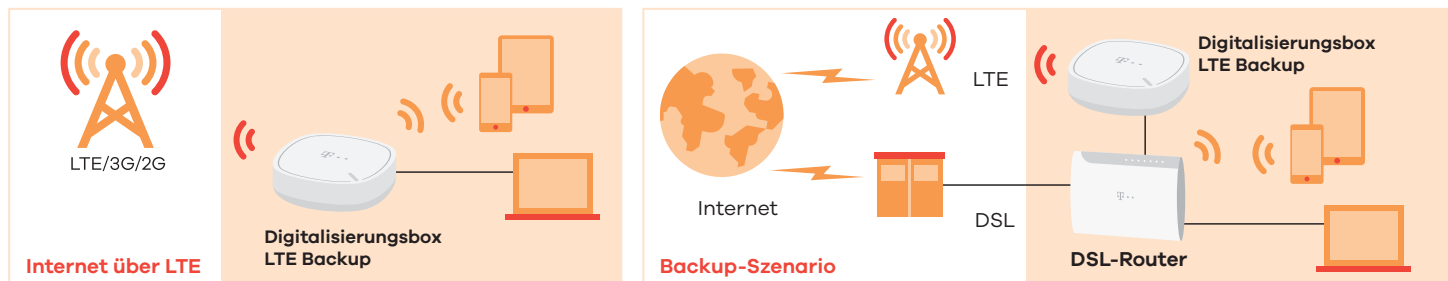 LTE/3G/2G
Digitalisierungsbox
LTE Backup
Internet über LTE
Digitalisierungsbox
LTE Backup
LTE
Internet
DSL
DSL-Router
Backup-Szenario